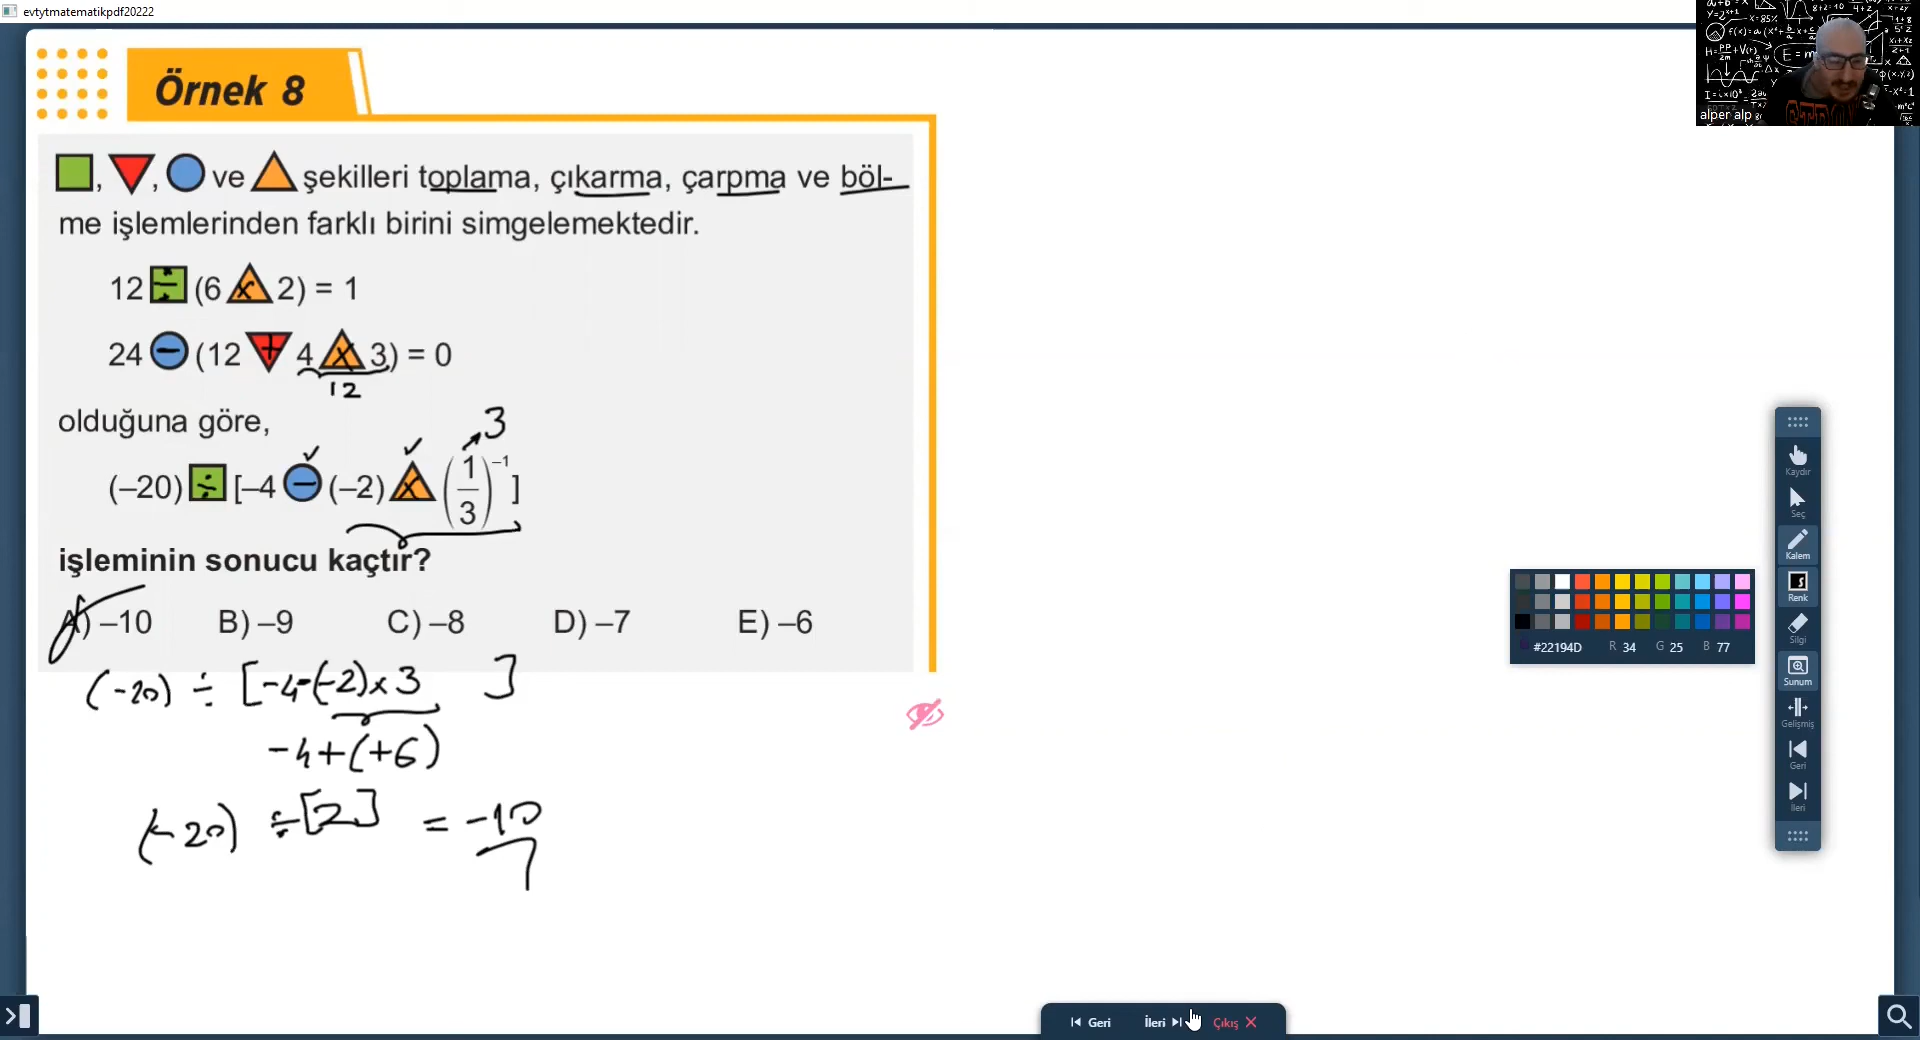 evtytmatematikpdf20222
Örnek 8
, , ve şekilleri toplama, çıkarma, çarpma ve böl-
me işlemlerinden farklı birini simgelemektedir.
12 ÷ (6 x 2) = 1
24 − (12 + 4 x 3) = 0
12
olduğuna göre,
3
(–20) ÷ [–4 − (–2) x (1/3)⁻¹ ]
işleminin sonucu kaçtır?
A) –10 B) –9 C) –8 D) –7 E) –6
(-20) ÷ [-4-(-2)x3 ]
-4+(+6)
(-20) ÷ [2] = -10
alper alp
Kaydır
Seç
Kalem
Renk
Silgi
Sunum
Gelişmiş
Geri
İleri
#22194D R 34 G 25 B 77
Geri İleri Çıkış